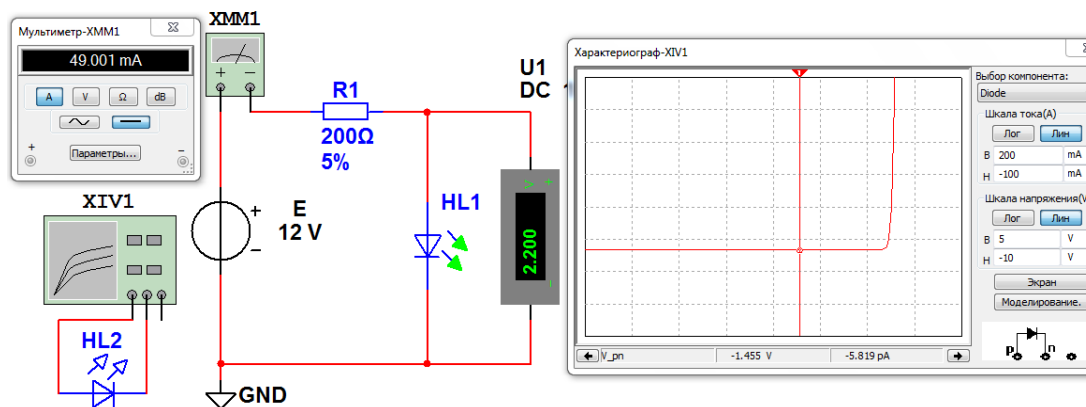 Мультиметр-XMM1
49.001 mA
A V Ω dB
+ −
Параметры...
XMM1
+ −
R1
200Ω
5%
U1
DC 1
XIV1
E
12 V
+
−
HL1
2.200
HL2
GND
Характериограф-XIV1
Выбор компонента:
Diode
Шкала тока(А)
Лог Лин
В 200 mA
Н -100 mA
Шкала напряжения(V
Лог Лин
В 5 V
Н -10 V
Экран
Моделирование.
p n
V_pn -1.455 V -5.819 pA